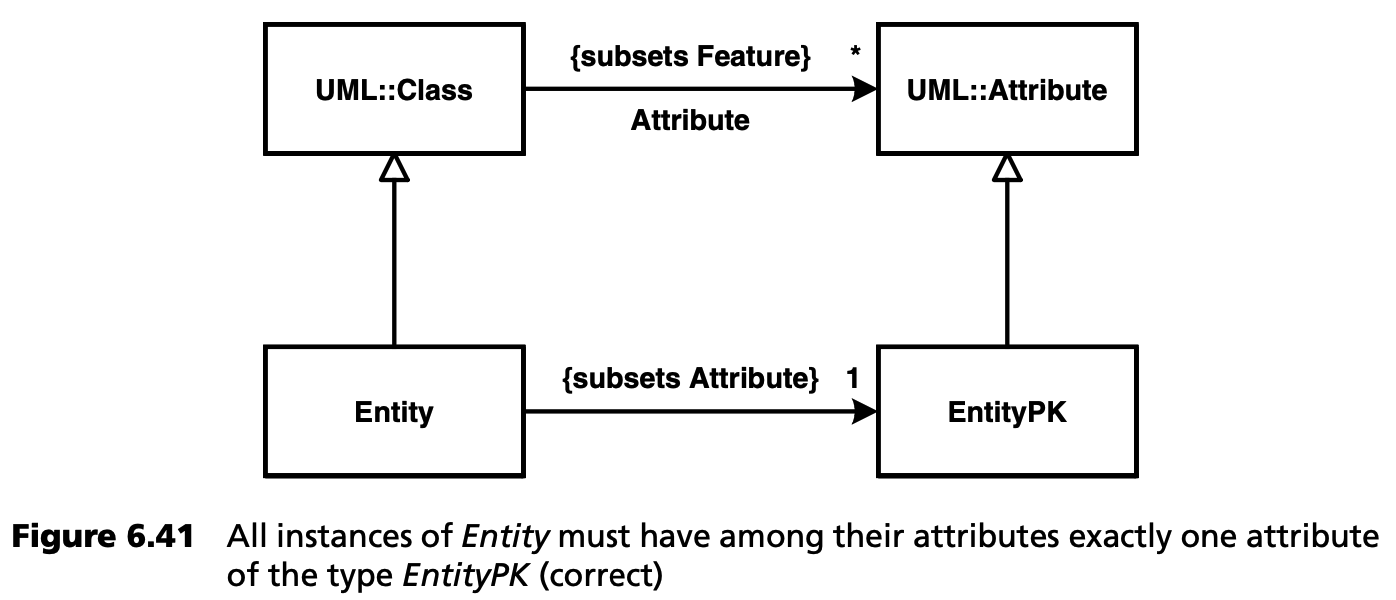 {subsets Feature} *
UML::Class
UML::Attribute
Attribute
{subsets Attribute} 1
Entity
EntityPK
Figure 6.41 All instances of Entity must have among their attributes exactly one attribute
of the type EntityPK (correct)